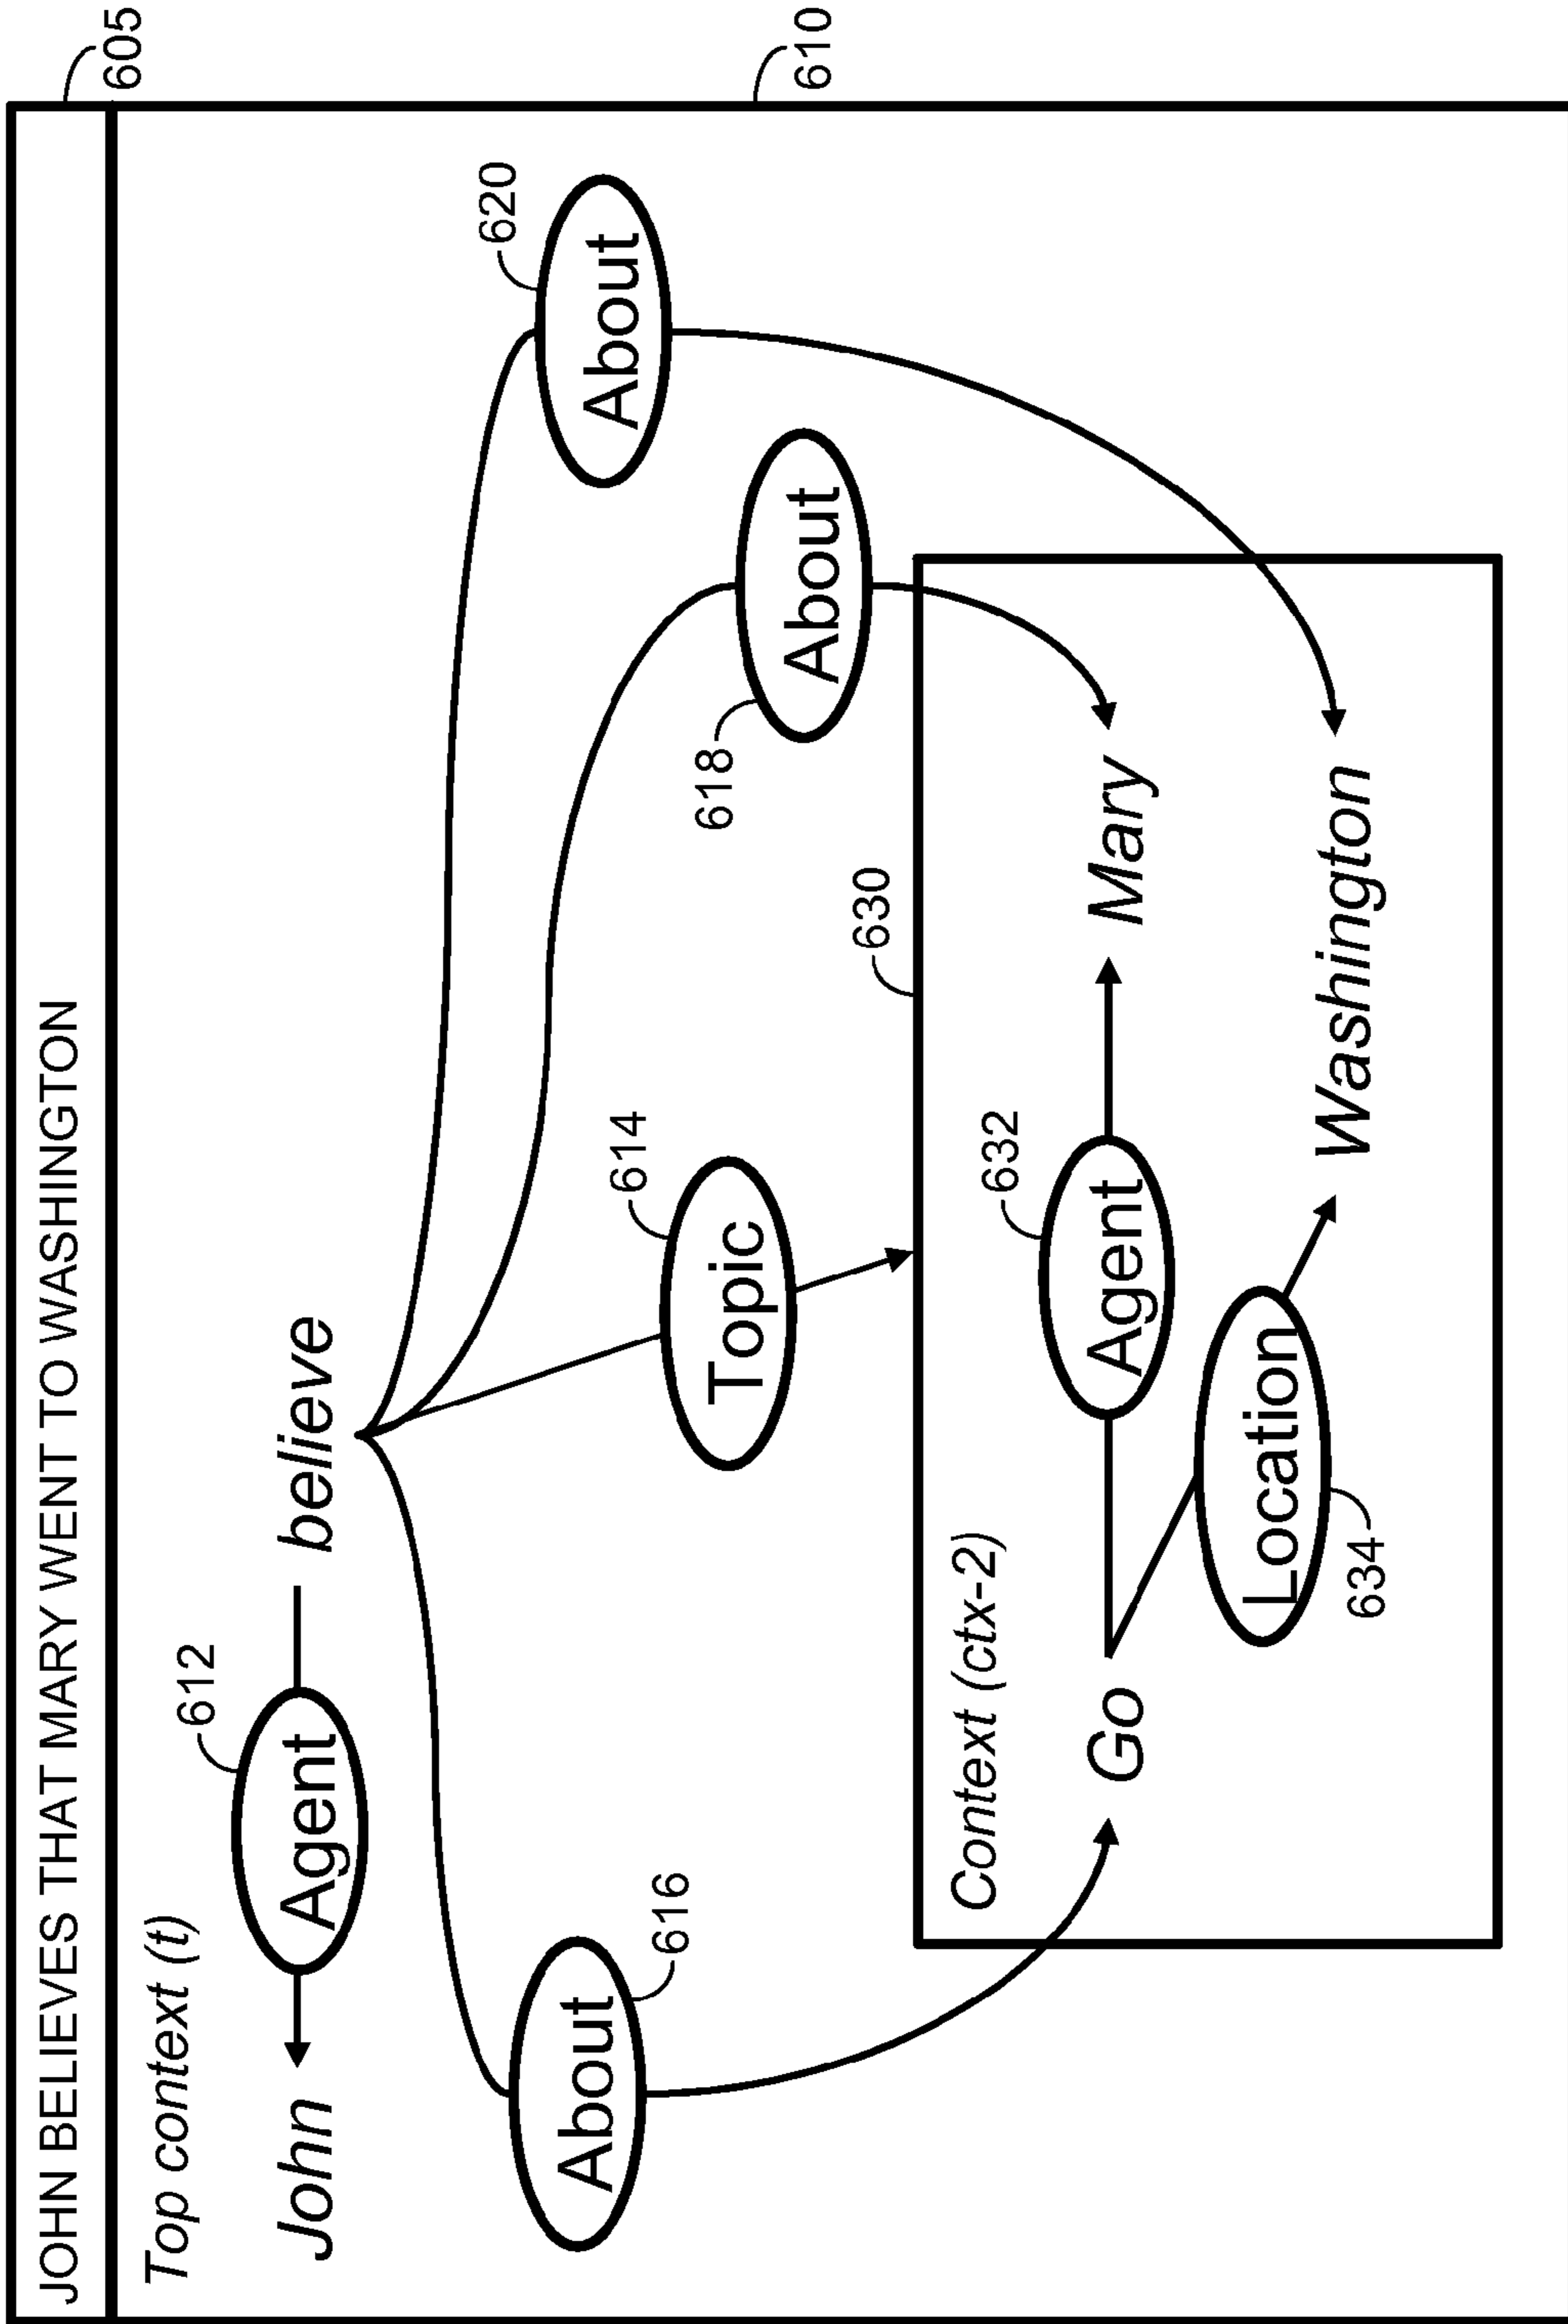 JOHN BELIEVES THAT MARY WENT TO WASHINGTON
605
Top context (t)
610
612
John
Agent
believe
620
About
About
616
614
Topic
618
About
630
Context (ctx-2)
632
Go
Agent
Mary
Location
634
Washington